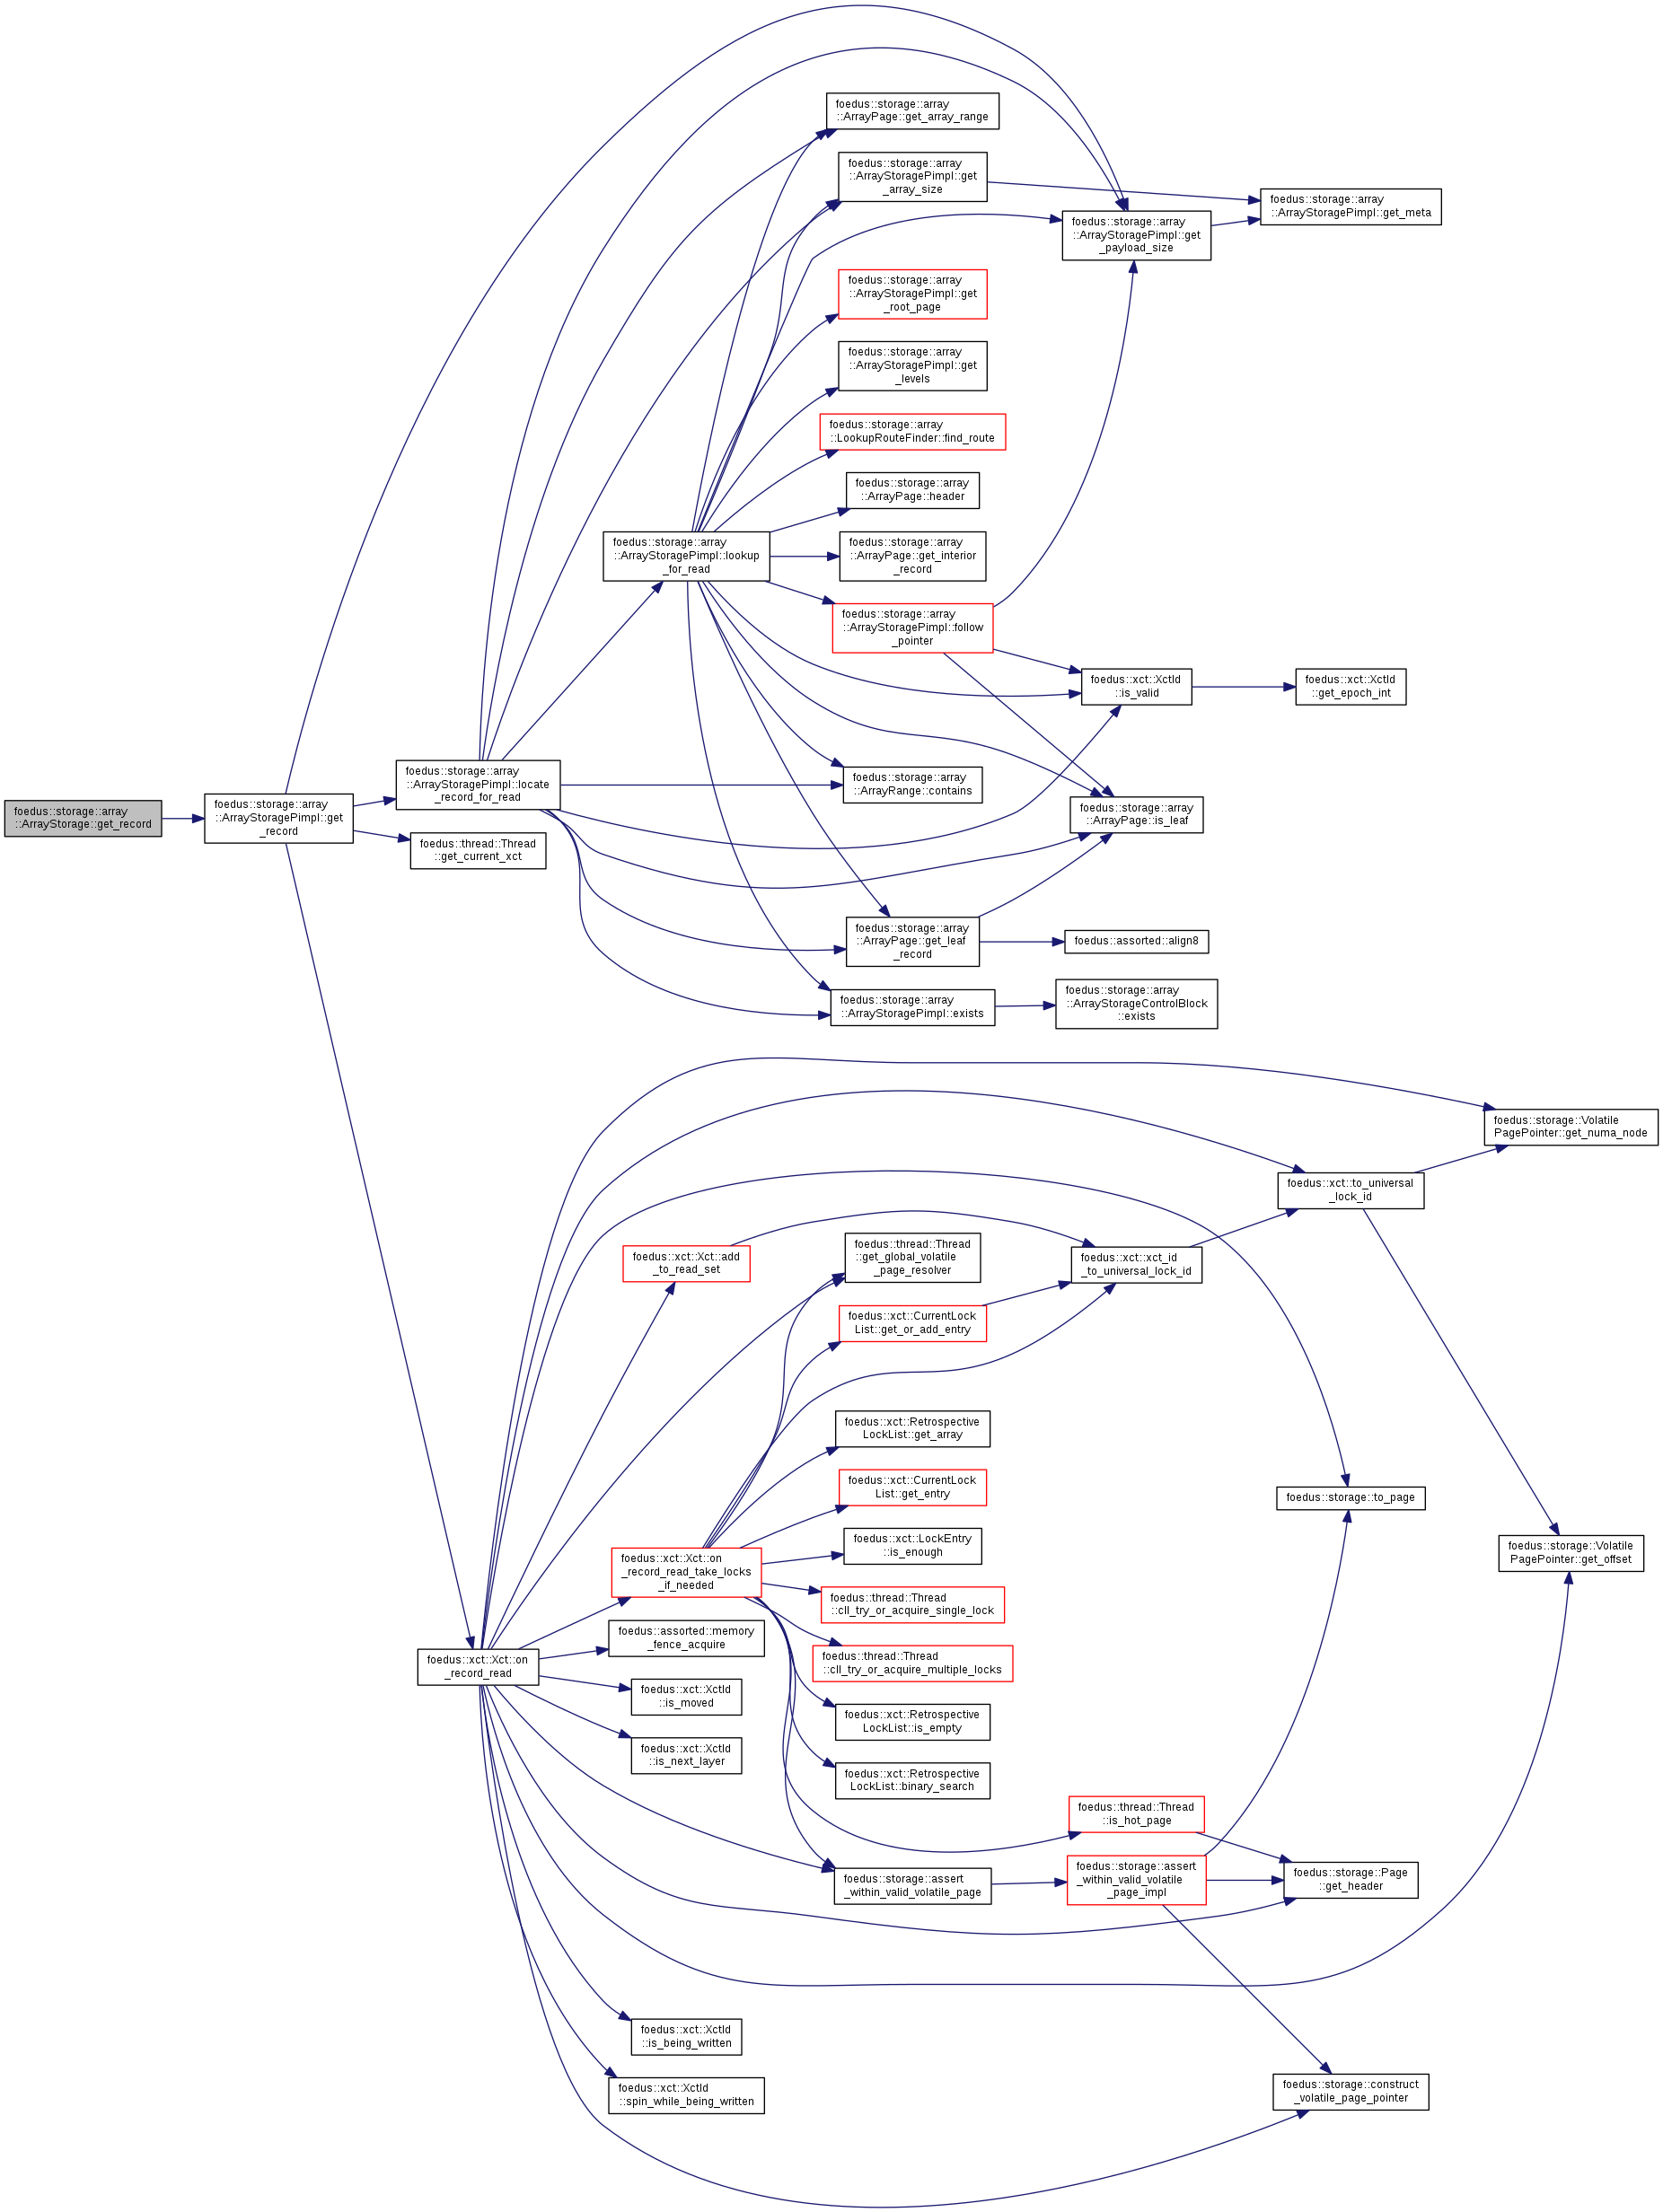 foedus::storage::array
::ArrayStorage::get_record
foedus::storage::array
::ArrayStoragePimpl::get
_record
foedus::storage::array
::ArrayStoragePimpl::locate
_record_for_read
foedus::thread::Thread
::get_current_xct
foedus::storage::array
::ArrayStoragePimpl::lookup
_for_read
foedus::storage::array
::ArrayPage::get_array_range
foedus::storage::array
::ArrayStoragePimpl::get
_array_size
foedus::storage::array
::ArrayStoragePimpl::get
_payload_size
foedus::storage::array
::ArrayStoragePimpl::get_meta
foedus::storage::array
::ArrayStoragePimpl::get
_root_page
foedus::storage::array
::ArrayStoragePimpl::get
_levels
foedus::storage::array
::LookupRouteFinder::find_route
foedus::storage::array
::ArrayPage::header
foedus::storage::array
::ArrayPage::get_interior
_record
foedus::storage::array
::ArrayStoragePimpl::follow
_pointer
foedus::xct::XctId
::is_valid
foedus::xct::XctId
::get_epoch_int
foedus::storage::array
::ArrayRange::contains
foedus::storage::array
::ArrayPage::is_leaf
foedus::storage::array
::ArrayPage::get_leaf
_record
foedus::assorted::align8
foedus::storage::array
::ArrayStoragePimpl::exists
foedus::storage::array
::ArrayStorageControlBlock
::exists
foedus::storage::Volatile
PagePointer::get_numa_node
foedus::xct::to_universal
_lock_id
foedus::xct::Xct::add
_to_read_set
foedus::thread::Thread
::get_global_volatile
_page_resolver
foedus::xct::xct_id
_to_universal_lock_id
foedus::xct::CurrentLock
List::get_or_add_entry
foedus::xct::Retrospective
LockList::get_array
foedus::xct::CurrentLock
List::get_entry
foedus::storage::to_page
foedus::xct::LockEntry
::is_enough
foedus::storage::Volatile
PagePointer::get_offset
foedus::xct::Xct::on
_record_read_take_locks
_if_needed
foedus::thread::Thread
::cll_try_or_acquire_single_lock
foedus::assorted::memory
_fence_acquire
foedus::thread::Thread
::cll_try_or_acquire_multiple_locks
foedus::xct::Xct::on
_record_read
foedus::xct::XctId
::is_moved
foedus::xct::Retrospective
LockList::is_empty
foedus::xct::XctId
::is_next_layer
foedus::xct::Retrospective
LockList::binary_search
foedus::thread::Thread
::is_hot_page
foedus::storage::assert
_within_valid_volatile_page
foedus::storage::assert
_within_valid_volatile
_page_impl
foedus::storage::Page
::get_header
foedus::xct::XctId
::is_being_written
foedus::xct::XctId
::spin_while_being_written
foedus::storage::construct
_volatile_page_pointer